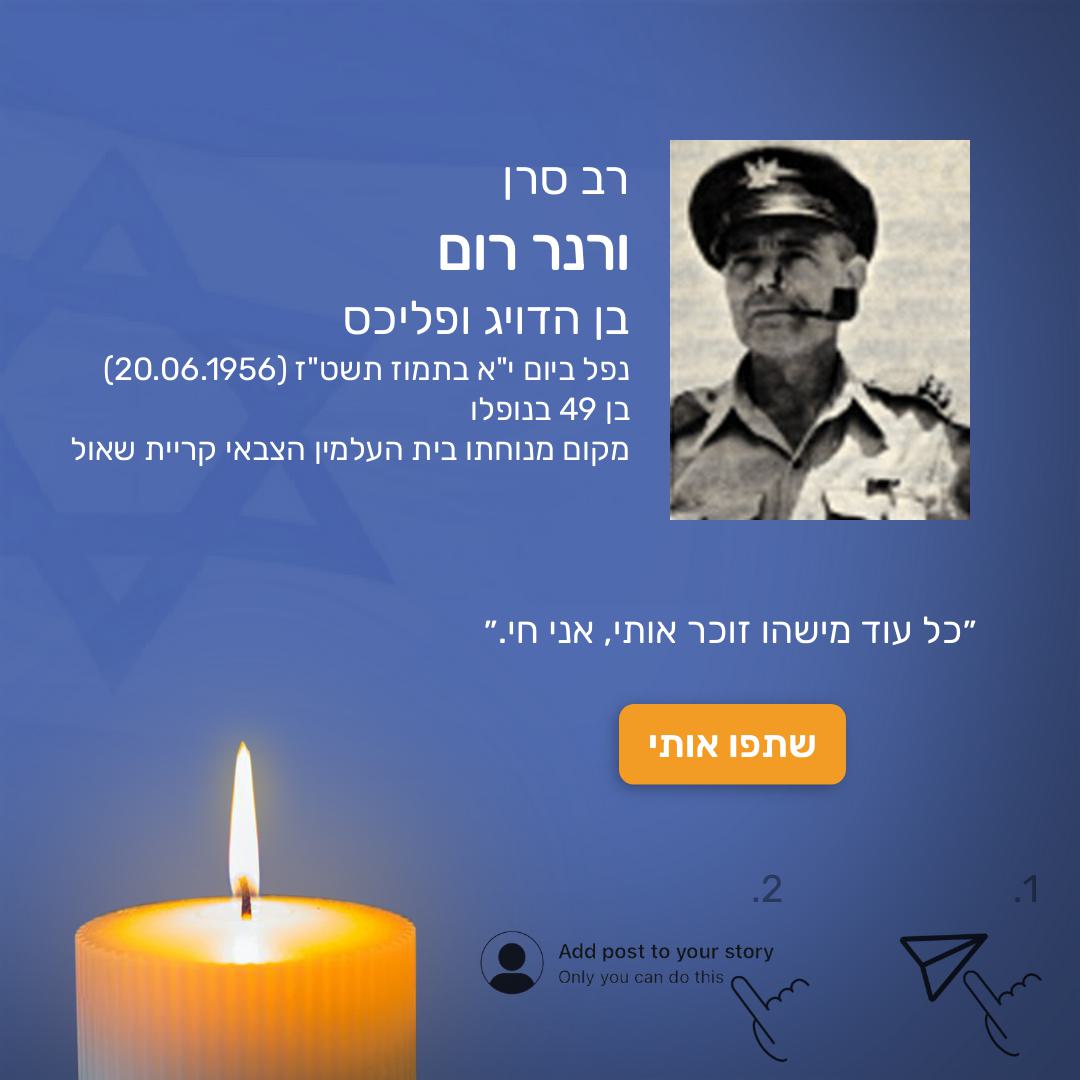 רב סרן
ורנר רום
בן הדויג ופליכס
נפל ביום י"א בתמוז תשט"ז (20.06.1956)
בן 49 בנופלו
מקום מנוחתו בית העלמין הצבאי קריית שאול
״כל עוד מישהו זוכר אותי, אני חי.״
שתפו אותי
.1
.2
Add post to your story
Only you can do this